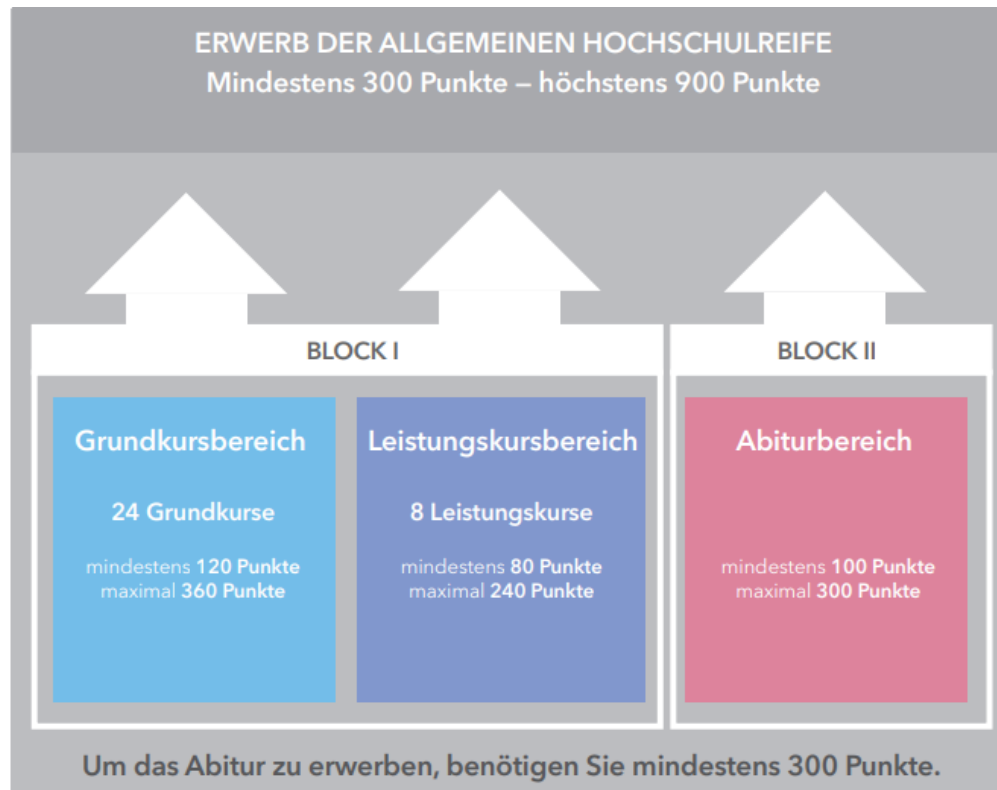 ERWERB DER ALLGEMEINEN HOCHSCHULREIFE
Mindestens 300 Punkte – höchstens 900 Punkte
BLOCK I
Grundkursbereich
24 Grundkurse
mindestens 120 Punkte
maximal 360 Punkte
Leistungskursbereich
8 Leistungskurse
mindestens 80 Punkte
maximal 240 Punkte
BLOCK II
Abiturbereich
mindestens 100 Punkte
maximal 300 Punkte
Um das Abitur zu erwerben, benötigen Sie mindestens 300 Punkte.